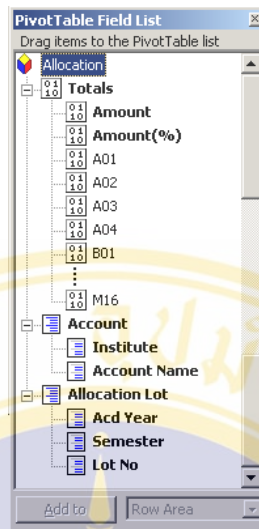 PivotTable Field List
Drag items to the PivotTable list
Allocation
Totals
Amount
Amount(%)
A01
A02
A03
A04
B01
M16
Account
Institute
Account Name
Allocation Lot
Acd Year
Semester
Lot No
Add to
Row Area